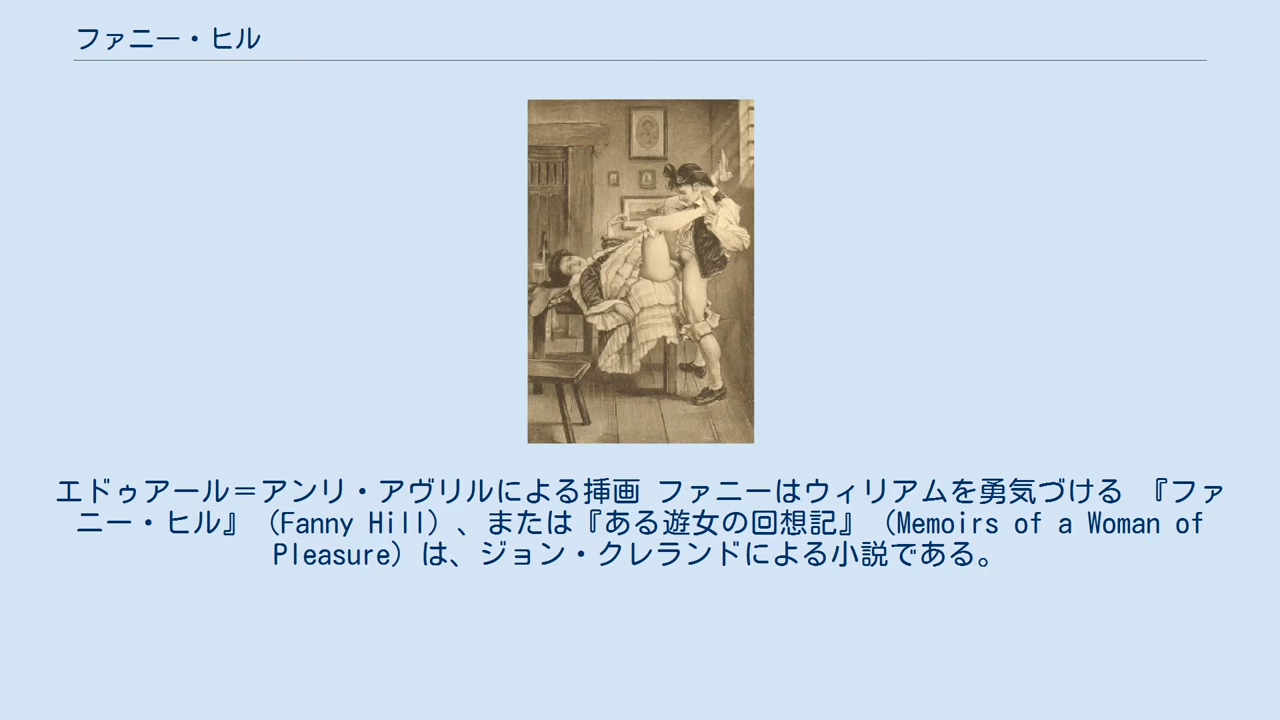 ファニー・ヒル
エドゥアール＝アンリ・アヴリルによる挿画 ファニーはウィリアムを勇気づける 『ファ
ニー・ヒル』（Fanny Hill）、または『ある遊女の回想記』（Memoirs of a Woman of
Pleasure）は、ジョン・クレランドによる小説である。